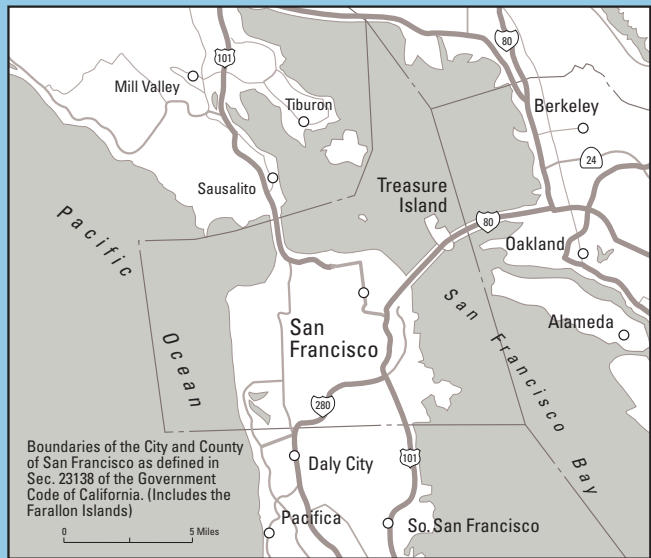 80
101
Mill Valley
Tiburon
Berkeley
24
Sausalito
Treasure
Island
80
Pacific
Ocean
Oakland
San
Francisco
San Francisco Bay
Alameda
280
Boundaries of the City and County
of San Francisco as defined in
Sec. 23138 of the Government
Code of California. (Includes the
Farallon Islands)
Daly City
101
0 5 Miles
Pacifica
So. San Francisco
80